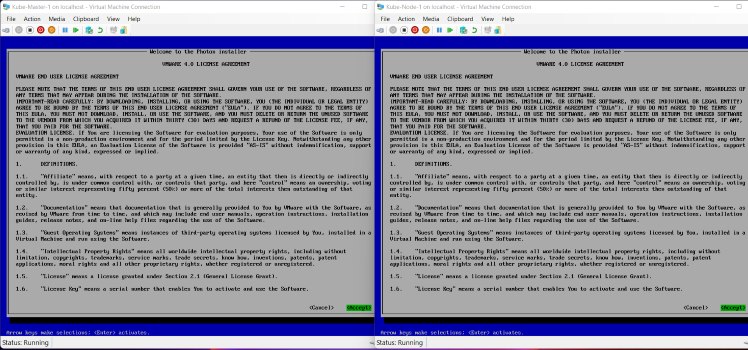 Kube-Master-1 on localhost - Virtual Machine Connection
File Action Media Clipboard View Help
Welcome to the Photon installer
VMWARE 4.0 LICENSE AGREEMENT
VMWARE END USER LICENSE AGREEMENT
PLEASE NOTE THAT THE TERMS OF THIS END USER LICENSE AGREEMENT SHALL GOVERN YOUR USE OF THE SOFTWARE, REGARDLESS OF
ANY TERMS THAT MAY APPEAR DURING THE INSTALLATION OF THE SOFTWARE.
IMPORTANT-READ CAREFULLY: BY DOWNLOADING, INSTALLING, OR USING THE SOFTWARE, YOU (THE INDIVIDUAL OR LEGAL ENTITY)
AGREE TO BE BOUND BY THE TERMS OF THIS END USER LICENSE AGREEMENT ("EULA"). IF YOU DO NOT AGREE TO THE TERMS OF
THIS EULA, YOU MUST NOT DOWNLOAD, INSTALL, OR USE THE SOFTWARE, AND YOU MUST DELETE OR RETURN THE UNUSED SOFTWARE
TO THE VENDOR FROM WHICH YOU ACQUIRED IT WITHIN THIRTY (30) DAYS AND REQUEST A REFUND OF THE LICENSE FEE, IF ANY,
THAT YOU PAID FOR THE SOFTWARE.
EVALUATION LICENSE. If You are licensing the Software for evaluation purposes, Your use of the Software is only
permitted in a non-production environment and for the period limited by the License Key. Notwithstanding any other
provision in this EULA, an Evaluation License of the Software is provided "AS-IS" without indemnification, support
or warranty of any kind, expressed or implied.
1. DEFINITIONS.
1.1. "Affiliate" means, with respect to a party at a given time, an entity that then is directly or indirectly
controlled by, is under common control with, or controls that party, and here "control" means an ownership, voting
or similar interest representing fifty percent (50%) or more of the total interests then outstanding of that
entity.
1.2. "Documentation" means that documentation that is generally provided to You by VMware with the Software, as
revised by VMware from time to time, and which may include end user manuals, operation instructions, installation
guides, release notes, and on-line help files regarding the use of the Software.
1.3. "Guest Operating Systems" means instances of third-party operating systems licensed by You, installed in a
Virtual Machine and run using the Software.
1.4. "Intellectual Property Rights" means all worldwide intellectual property rights, including without
limitation, copyrights, trademarks, service marks, trade secrets, know how, inventions, patents, patent
applications, moral rights and all other proprietary rights, whether registered or unregistered.
1.5. "License" means a license granted under Section 2.1 (General License Grant).
1.6. "License Key" means a serial number that enables You to activate and use the Software.
<Cancel> <Accept>
Arrow keys make selections; <Enter> activates.
Status: Running
Kube-Node-1 on localhost - Virtual Machine Connection
File Action Media Clipboard View Help
Welcome to the Photon installer
VMWARE 4.0 LICENSE AGREEMENT
VMWARE END USER LICENSE AGREEMENT
PLEASE NOTE THAT THE TERMS OF THIS END USER LICENSE AGREEMENT SHALL GOVERN YOUR USE OF THE SOFTWARE, REGARDLESS OF
ANY TERMS THAT MAY APPEAR DURING THE INSTALLATION OF THE SOFTWARE.
IMPORTANT-READ CAREFULLY: BY DOWNLOADING, INSTALLING, OR USING THE SOFTWARE, YOU (THE INDIVIDUAL OR LEGAL ENTITY)
AGREE TO BE BOUND BY THE TERMS OF THIS END USER LICENSE AGREEMENT ("EULA"). IF YOU DO NOT AGREE TO THE TERMS OF
THIS EULA, YOU MUST NOT DOWNLOAD, INSTALL, OR USE THE SOFTWARE, AND YOU MUST DELETE OR RETURN THE UNUSED SOFTWARE
TO THE VENDOR FROM WHICH YOU ACQUIRED IT WITHIN THIRTY (30) DAYS AND REQUEST A REFUND OF THE LICENSE FEE, IF ANY,
THAT YOU PAID FOR THE SOFTWARE.
EVALUATION LICENSE. If You are licensing the Software for evaluation purposes, Your use of the Software is only
permitted in a non-production environment and for the period limited by the License Key. Notwithstanding any other
provision in this EULA, an Evaluation License of the Software is provided "AS-IS" without indemnification, support
or warranty of any kind, expressed or implied.
1. DEFINITIONS.
1.1. "Affiliate" means, with respect to a party at a given time, an entity that then is directly or indirectly
controlled by, is under common control with, or controls that party, and here "control" means an ownership, voting
or similar interest representing fifty percent (50%) or more of the total interests then outstanding of that
entity.
1.2. "Documentation" means that documentation that is generally provided to You by VMware with the Software, as
revised by VMware from time to time, and which may include end user manuals, operation instructions, installation
guides, release notes, and on-line help files regarding the use of the Software.
1.3. "Guest Operating Systems" means instances of third-party operating systems licensed by You, installed in a
Virtual Machine and run using the Software.
1.4. "Intellectual Property Rights" means all worldwide intellectual property rights, including without
limitation, copyrights, trademarks, service marks, trade secrets, know how, inventions, patents, patent
applications, moral rights and all other proprietary rights, whether registered or unregistered.
1.5. "License" means a license granted under Section 2.1 (General License Grant).
1.6. "License Key" means a serial number that enables You to activate and use the Software.
<Cancel> <Accept>
Arrow keys make selections; <Enter> activates.
Status: Running